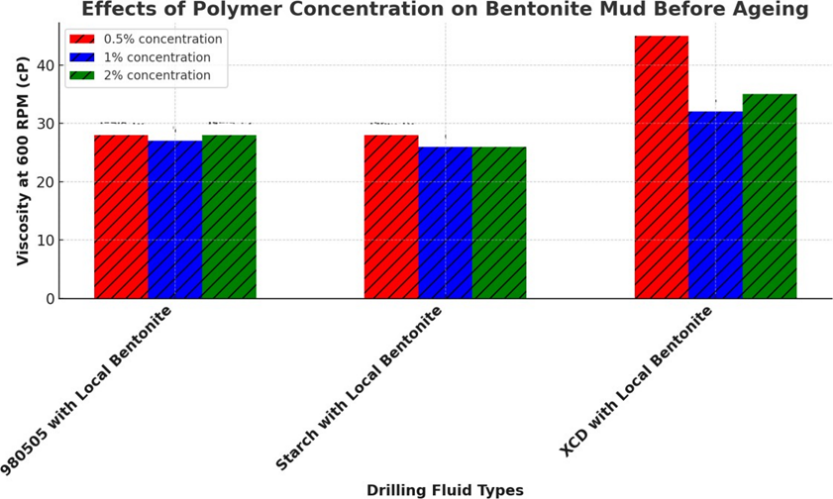 Effects of Polymer Concentration on Bentonite Mud Before Ageing
0.5% concentration
1% concentration
2% concentration
Viscosity at 600 RPM (cP)
40
30
20
10
0
980505 with Local Bentonite
Starch with Local Bentonite
XCD with Local Bentonite
Drilling Fluid Types